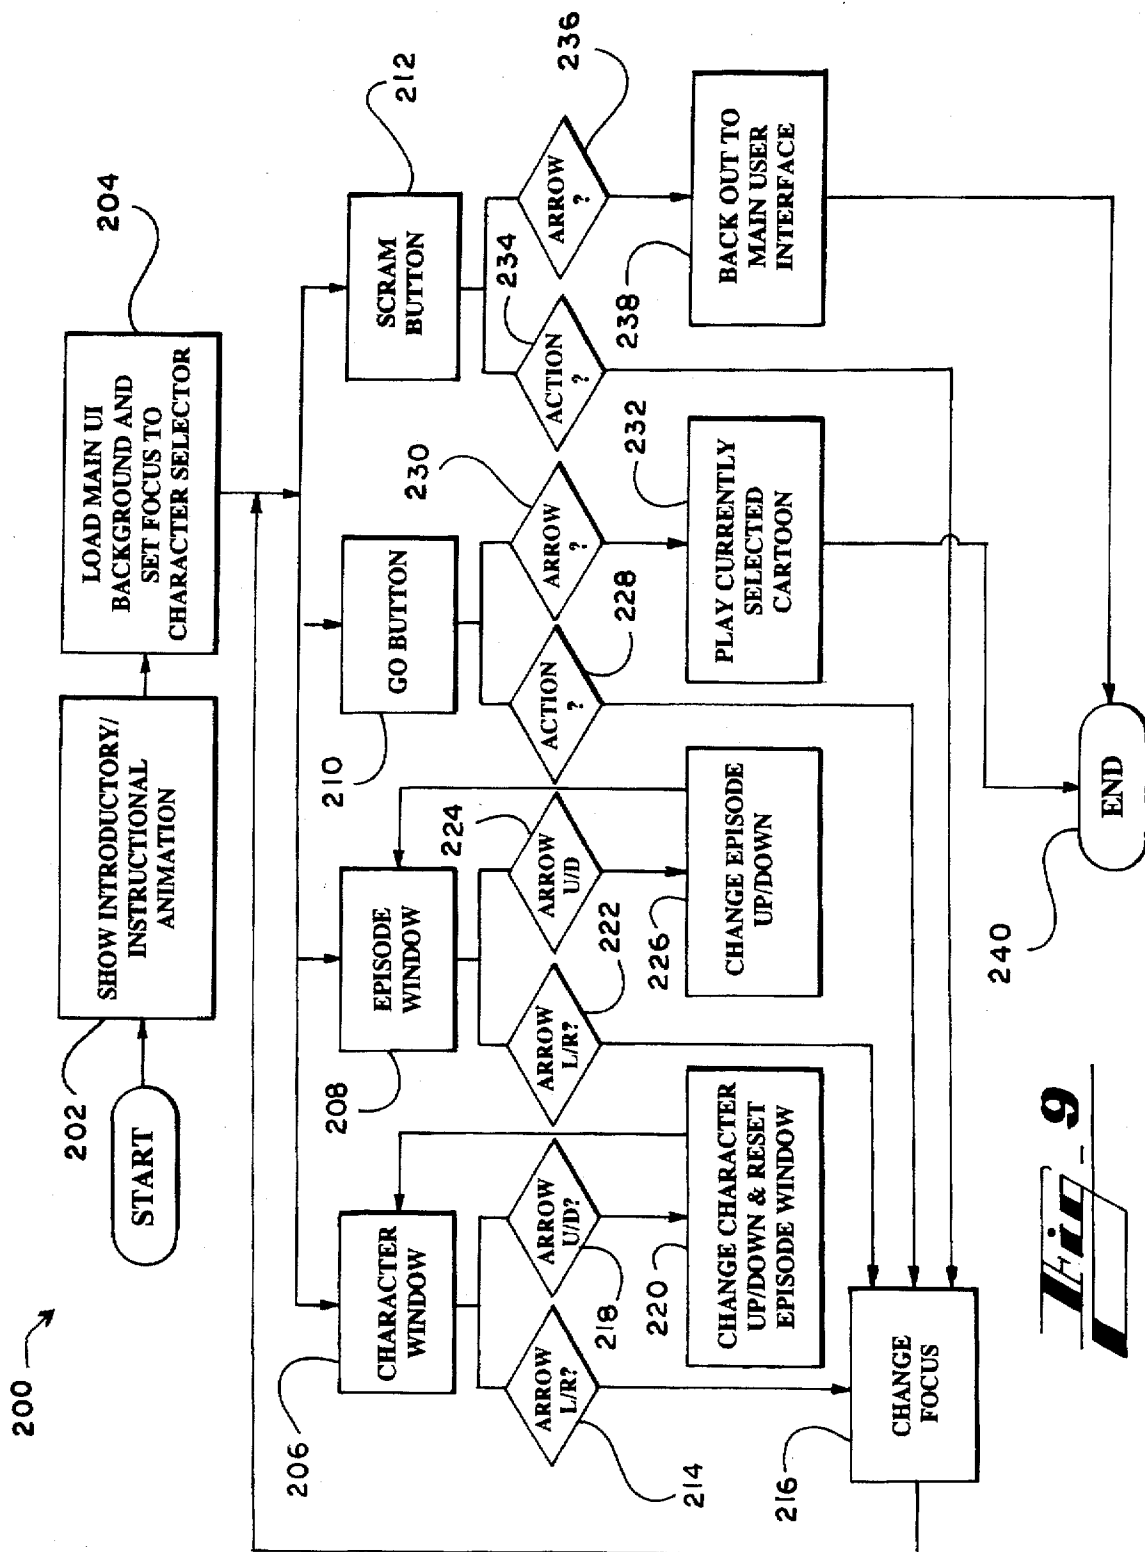 200
START
202
SHOW INTRODUCTORY/
INSTRUCTIONAL
ANIMATION
204
LOAD MAIN UI
BACKGROUND AND
SET FOCUS TO
CHARACTER SELECTOR
206
CHARACTER
WINDOW
208
EPISODE
WINDOW
210
GO BUTTON
212
SCRAM
BUTTON
214
ARROW
L/R?
218
ARROW
U/D?
222
ARROW
L/R?
224
ARROW
U/D
228
ACTION
?
230
ARROW
?
234
ACTION
?
236
ARROW
?
220
CHANGE CHARACTER
UP/DOWN & RESET
EPISODE WINDOW
226
CHANGE EPISODE
UP/DOWN
232
PLAY CURRENTLY
SELECTED
CARTOON
238
BACK OUT TO
MAIN USER
INTERFACE
216
CHANGE
FOCUS
240
END
Fig - 9